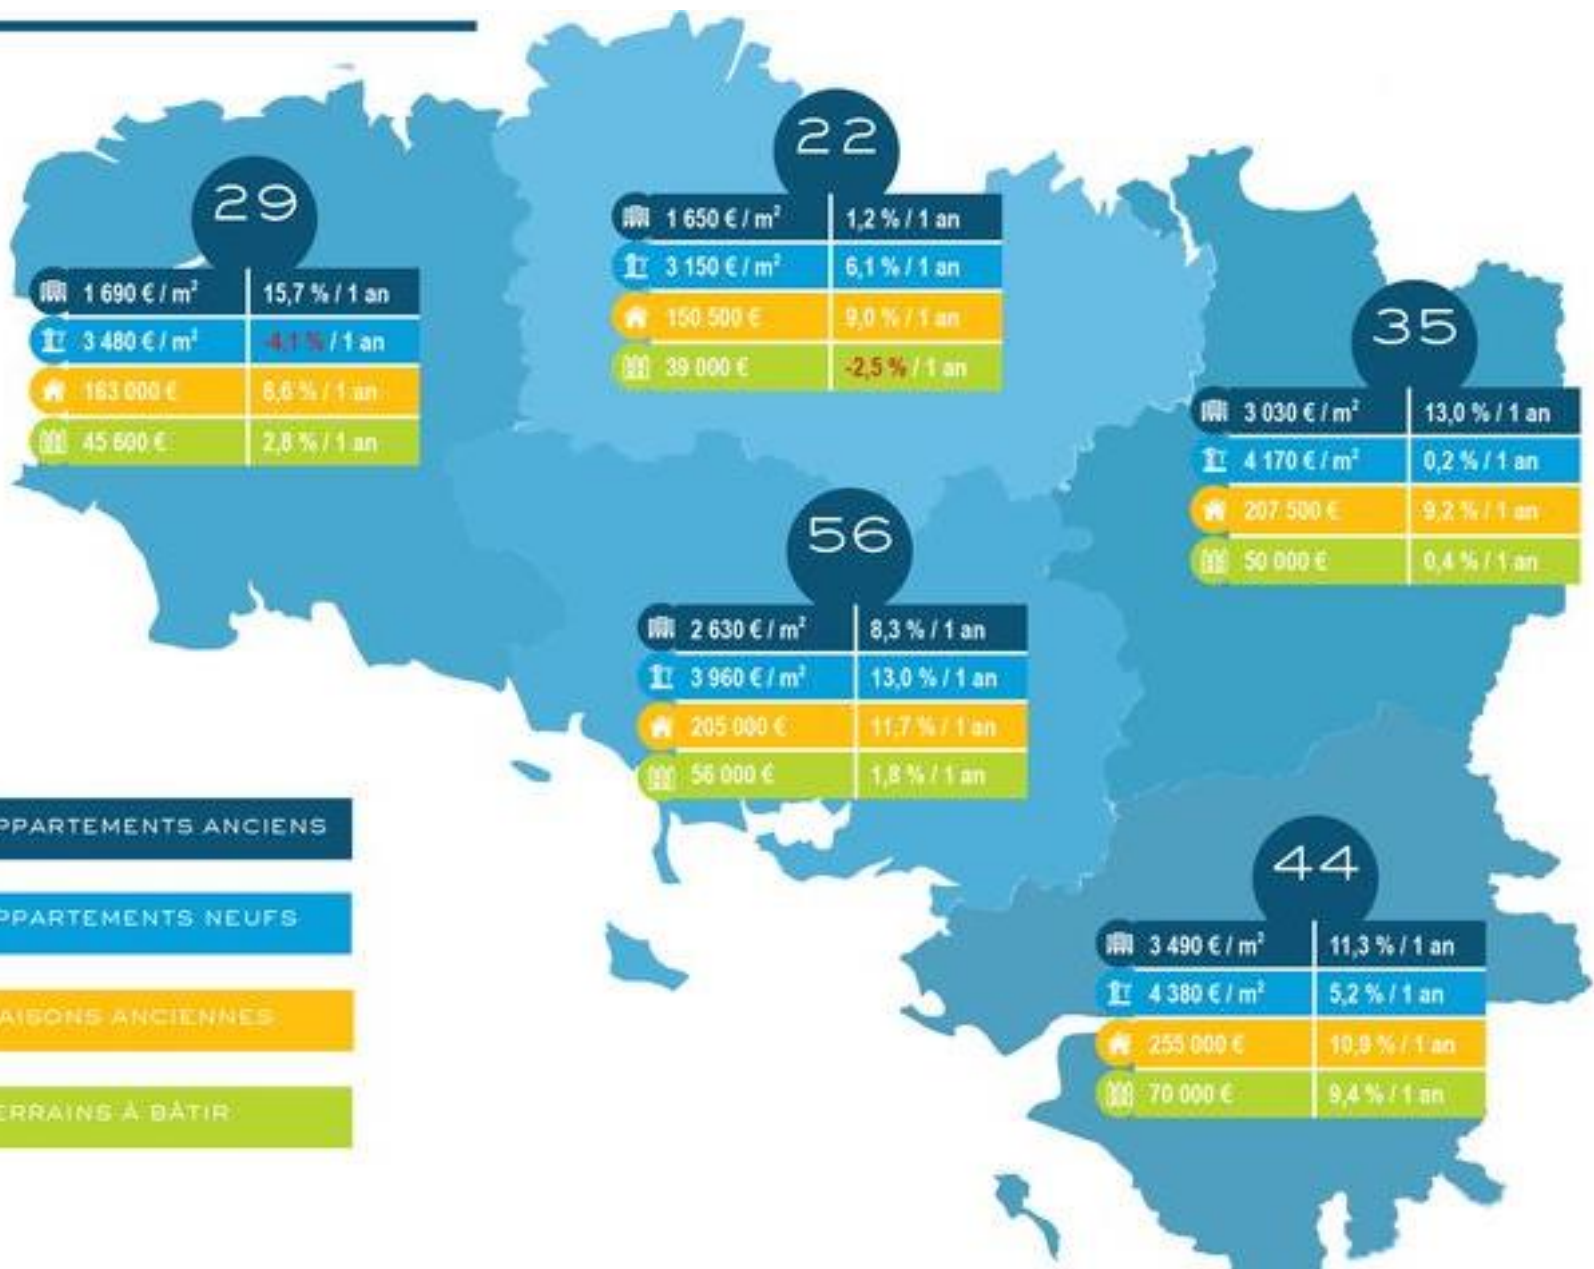 22
1 650 € / m² 1,2 % / 1 an
3 150 € / m² 6,1 % / 1 an
150 500 € 9,0 % / 1 an
39 000 € -2,5 % / 1 an
29
1 690 € / m² 15,7 % / 1 an
3 480 € / m² -4,1 % / 1 an
163 000 € 6,6 % / 1 an
45 600 € 2,8 % / 1 an
35
3 030 € / m² 13,0 % / 1 an
4 170 € / m² 0,2 % / 1 an
207 500 € 9,2 % / 1 an
50 000 € 0,4 % / 1 an
56
2 630 € / m² 8,3 % / 1 an
3 960 € / m² 13,0 % / 1 an
205 000 € 11,7 % / 1 an
56 000 € 1,8 % / 1 an
44
3 490 € / m² 11,3 % / 1 an
4 380 € / m² 5,2 % / 1 an
255 000 € 10,9 % / 1 an
70 000 € 9,4 % / 1 an
PPARTEMENTS ANCIENS
PPARTEMENTS NEUFS
AISONS ANCIENNES
ERRAINS À BÂTIR